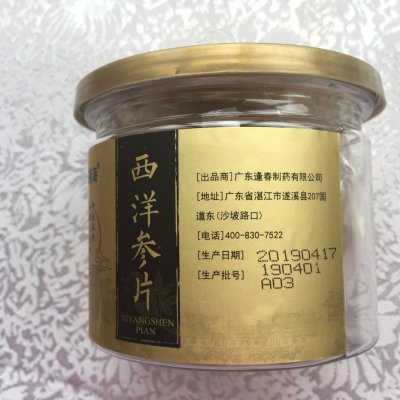 西洋参片
XIYANGSHEN
PIAN
[出品商]广东逢春制药有限公司
[地址]广东省湛江市遂溪县207国
道东(沙坡路口)
[电话]400-830-7522
[生产日期] 20190417
[生产批号] 190401
A03